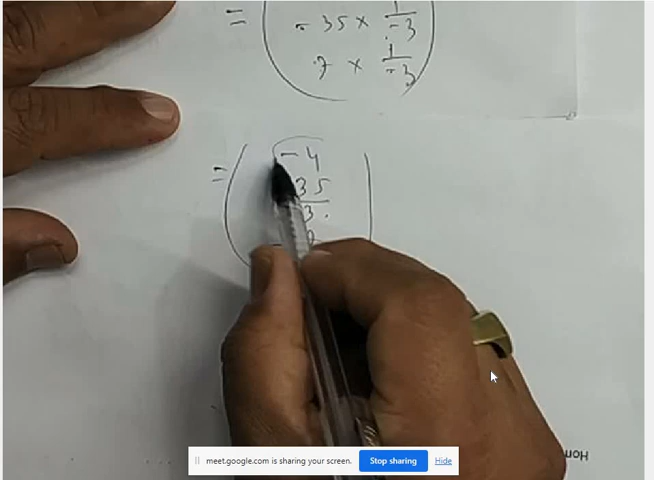 = 
- 35 × 1/-3
7 × 1/-3
=
- 4
35
3
meet.google.com is sharing your screen. Stop sharing Hide